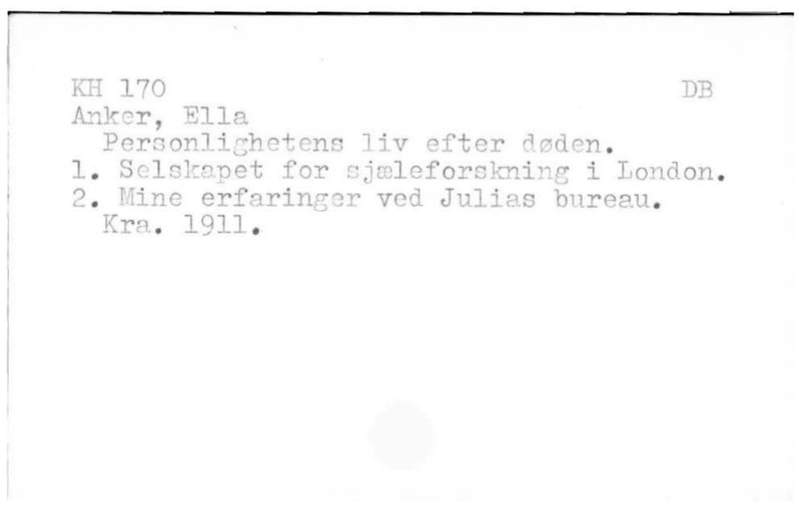 KH 170 DB
Anker, Ella
Personlighetens liv efter døden.
1. Selskapet for sjæleforskning i London.
2. Mine erfaringer ved Julias bureau.
Kra. 1911.